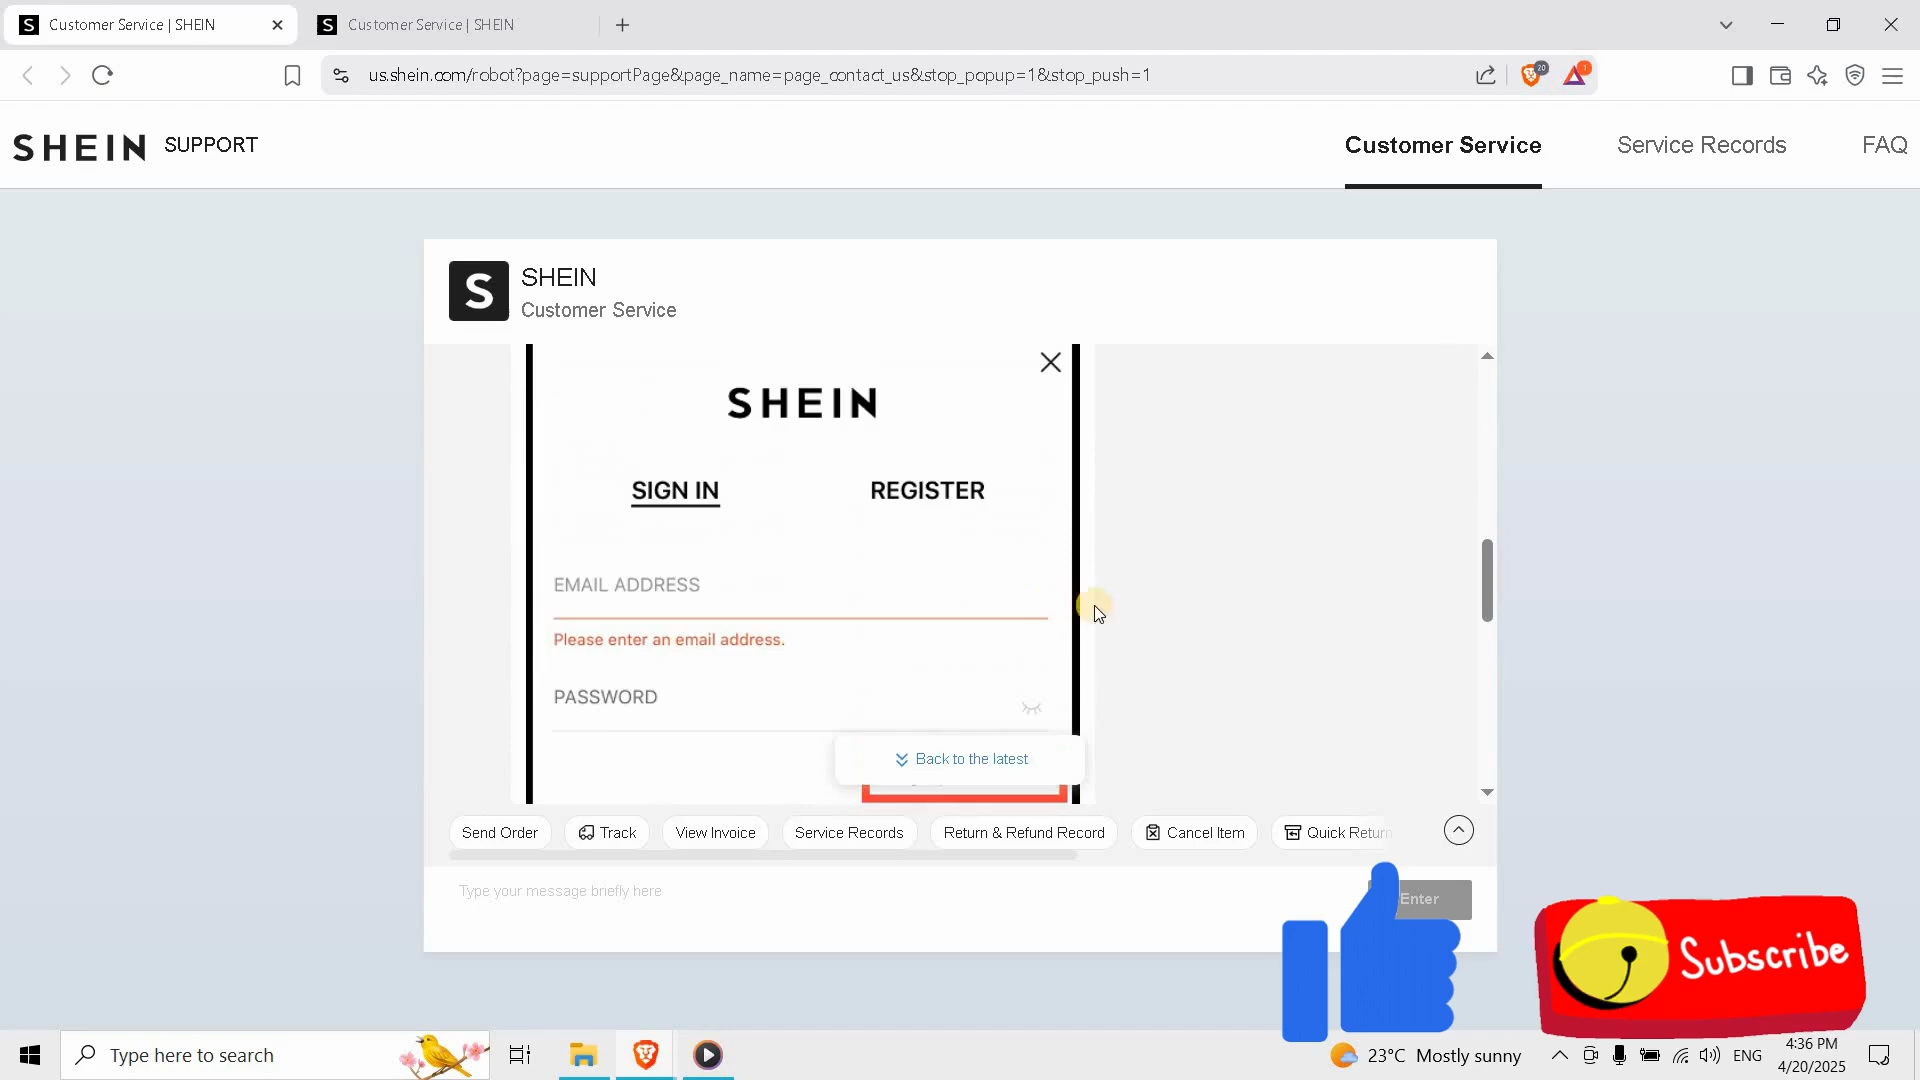 Customer Service | SHEIN
Customer Service | SHEIN
us.shein.com/robot?page=supportPage&page_name=page_contact_us&stop_popup=1&stop_push=1
20
1
SHEIN SUPPORT
Customer Service
Service Records
FAQ
S
SHEIN
Customer Service
SHEIN
SIGN IN
REGISTER
EMAIL ADDRESS
Please enter an email address.
PASSWORD
Back to the latest
Send Order
Track
View Invoice
Service Records
Return & Refund Record
Cancel Item
Quick Return
Type your message briefly here
Enter
Subscribe
Type here to search
23°C Mostly sunny
ENG
4:36 PM
4/20/2025